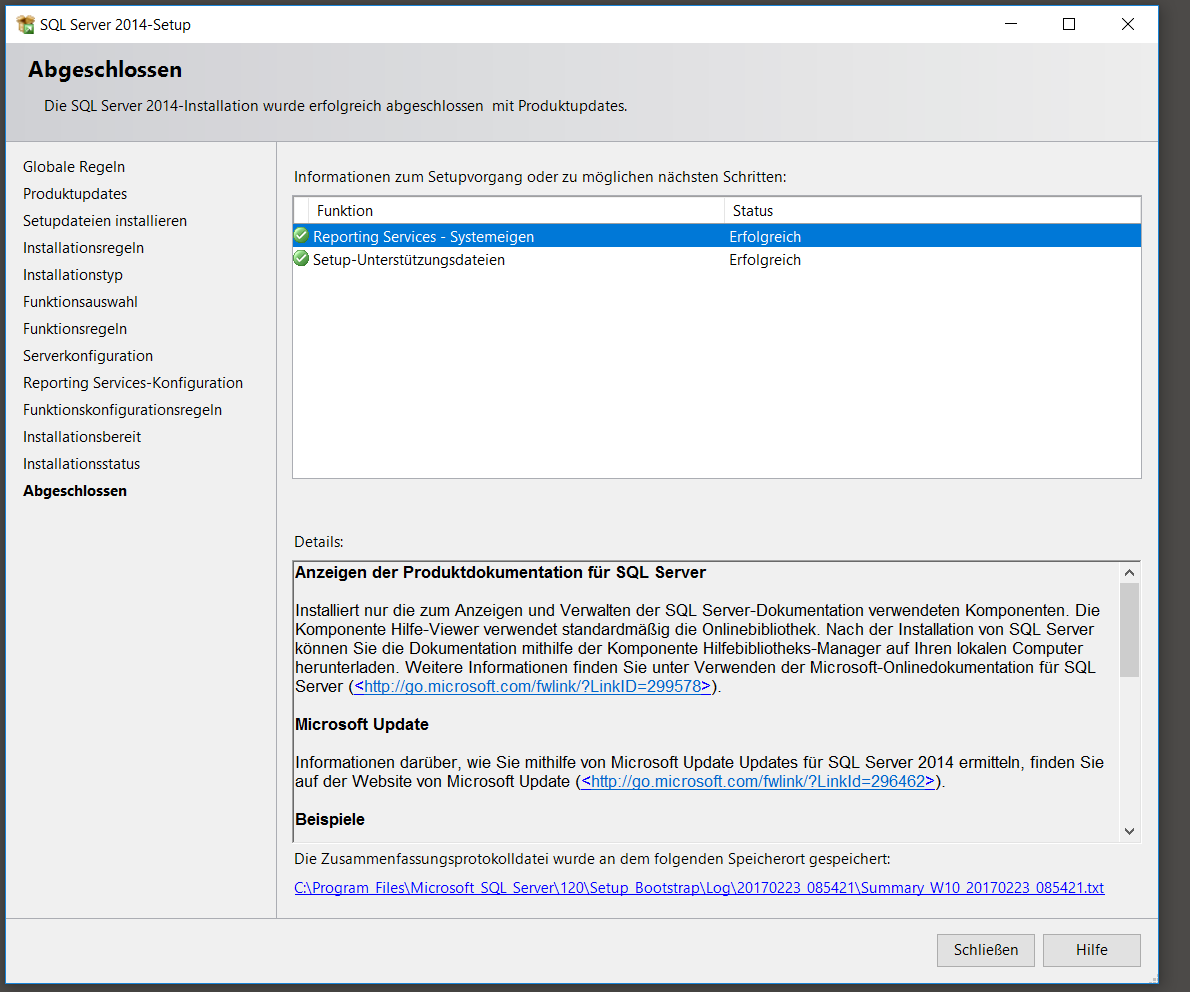 SQL Server 2014-Setup
Abgeschlossen
Die SQL Server 2014-Installation wurde erfolgreich abgeschlossen  mit Produktupdates.
Globale Regeln
Produktupdates
Setupdateien installieren
Installationsregeln
Installationstyp
Funktionsauswahl
Funktionsregeln
Serverkonfiguration
Reporting Services-Konfiguration
Funktionskonfigurationsregeln
Installationsbereit
Installationsstatus
Abgeschlossen
Informationen zum Setupvorgang oder zu möglichen nächsten Schritten:
Funktion Status
Reporting Services - Systemeigen Erfolgreich
Setup-Unterstützungsdateien Erfolgreich
Details:
Anzeigen der Produktdokumentation für SQL Server
Installiert nur die zum Anzeigen und Verwalten der SQL Server-Dokumentation verwendeten Komponenten. Die
Komponente Hilfe-Viewer verwendet standardmäßig die Onlinebibliothek. Nach der Installation von SQL Server
können Sie die Dokumentation mithilfe der Komponente Hilfebibliotheks-Manager auf Ihren lokalen Computer
herunterladen. Weitere Informationen finden Sie unter Verwenden der Microsoft-Onlinedokumentation für SQL
Server (<http://go.microsoft.com/fwlink/?LinkID=299578>).
Microsoft Update
Informationen darüber, wie Sie mithilfe von Microsoft Update Updates für SQL Server 2014 ermitteln, finden Sie
auf der Website von Microsoft Update (<http://go.microsoft.com/fwlink/?LinkId=296462>).
Beispiele
Die Zusammenfassungsprotokolldatei wurde an dem folgenden Speicherort gespeichert:
C:\Program Files\Microsoft SQL Server\120\Setup Bootstrap\Log\20170223_085421\Summary_W10_20170223_085421.txt
Schließen Hilfe